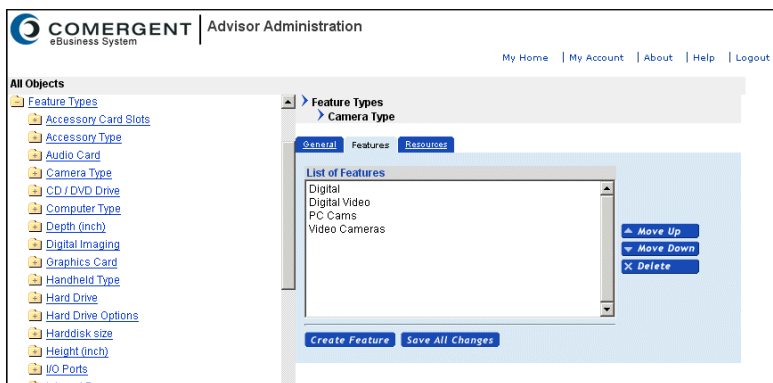 COMERGENT
eBusiness System
Advisor Administration
My Home | My Account | About | Help | Logout
All Objects
Feature Types
Accessory Card Slots
Accessory Type
Audio Card
Camera Type
CD / DVD Drive
Computer Type
Depth (inch)
Digital Imaging
Graphics Card
Handheld Type
Hard Drive
Hard Drive Options
Harddisk size
Height (inch)
I/O Ports
Feature Types
Camera Type
General Features Resources
List of Features
Digital
Digital Video
PC Cams
Video Cameras
Move Up
Move Down
X Delete
Create Feature Save All Changes